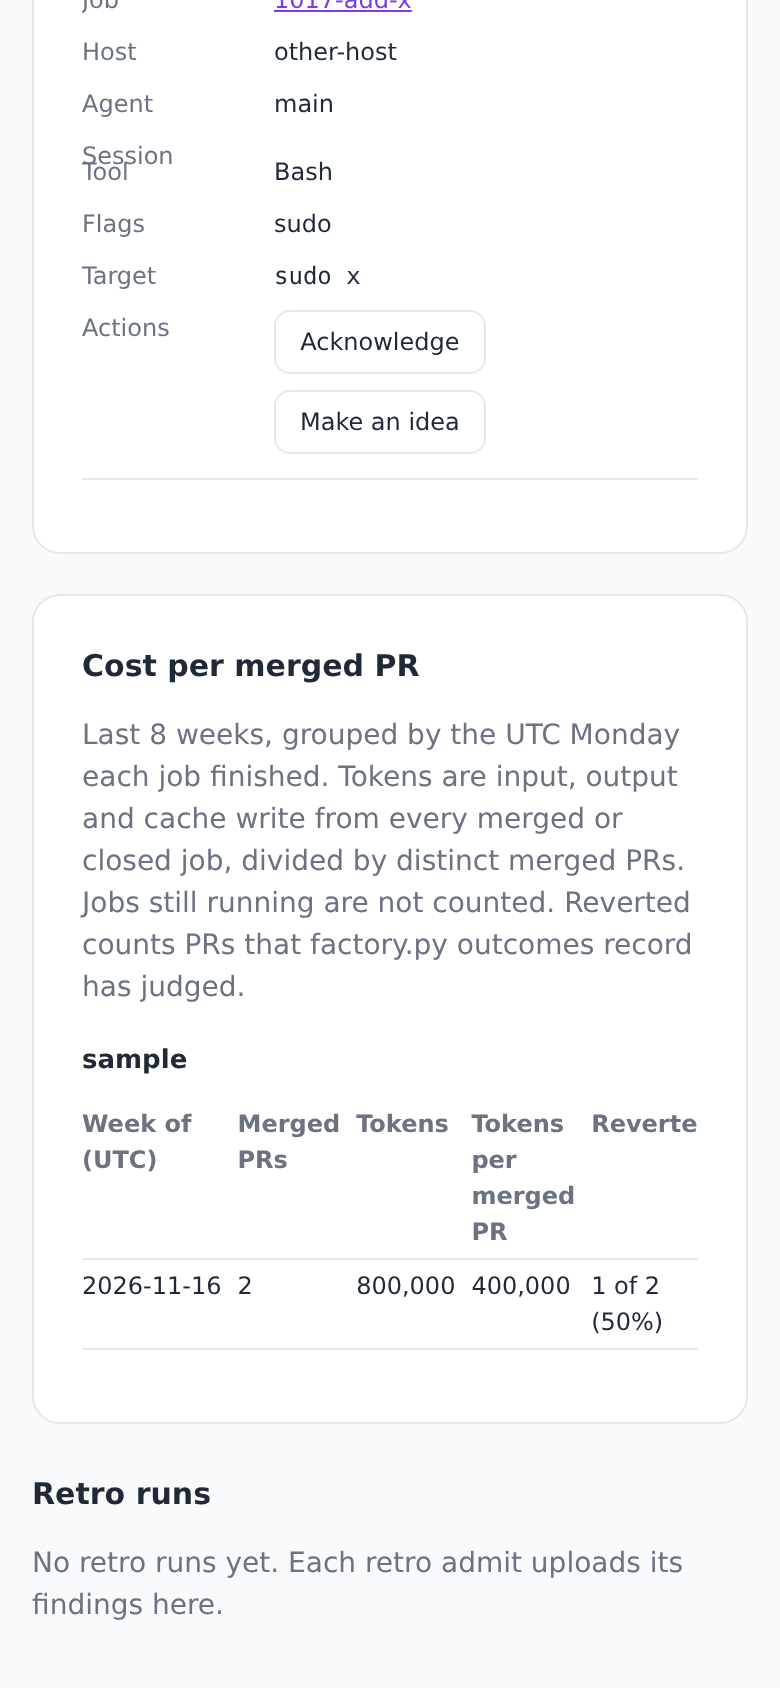 Job 1017-add-x
Host other-host
Agent main
Session
Tool Bash
Flags sudo
Target sudo x
Actions Acknowledge
Make an idea
Cost per merged PR
Last 8 weeks, grouped by the UTC Monday
each job finished. Tokens are input, output
and cache write from every merged or
closed job, divided by distinct merged PRs.
Jobs still running are not counted. Reverted
counts PRs that factory.py outcomes record
has judged.
sample
Week of Merged Tokens Tokens Reverte
(UTC) PRs per
merged
PR
2026-11-16 2 800,000 400,000 1 of 2
(50%)
Retro runs
No retro runs yet. Each retro admit uploads its
findings here.